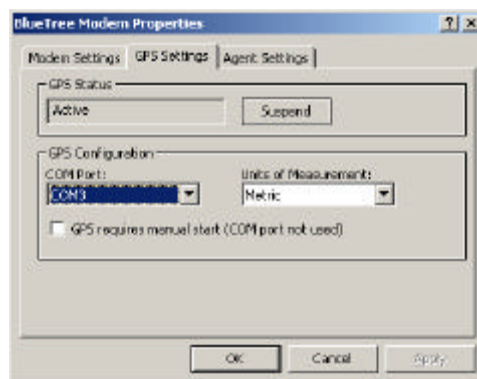 BlueTree Modem Properties
Modem Settings GPS Settings Agent Settings
GPS Status
Active Suspend
GPS Configuration
COM Port: Units of Measurement:
COM3 Metric
GPS requires manual start (COM port not used)
OK Cancel Apply